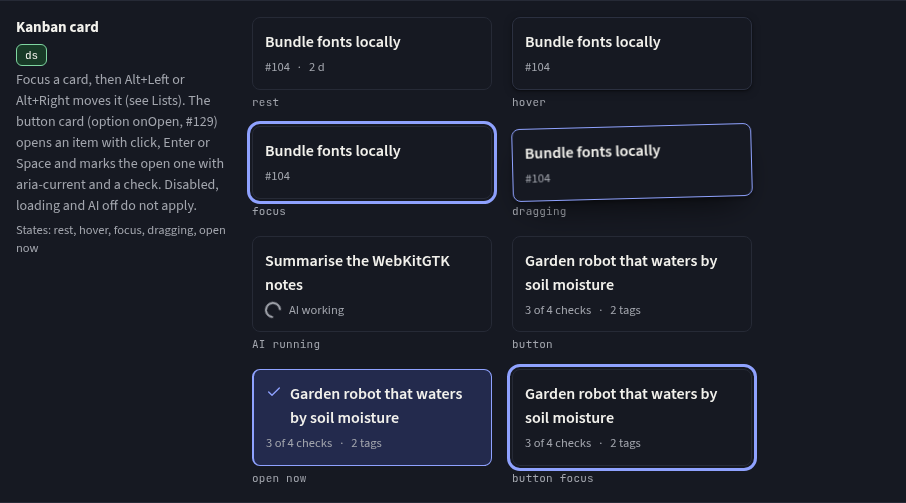 Kanban card
ds
Focus a card, then Alt+Left or
Alt+Right moves it (see Lists). The
button card (option onOpen, #129)
opens an item with click, Enter or
Space and marks the open one with
aria-current and a check. Disabled,
loading and AI off do not apply.
States: rest, hover, focus, dragging, open
now
Bundle fonts locally
#104 · 2 d
rest
Bundle fonts locally
#104
hover
Bundle fonts locally
#104
focus
Bundle fonts locally
#104
dragging
Summarise the WebKitGTK
notes
AI working
AI running
Garden robot that waters by
soil moisture
3 of 4 checks · 2 tags
button
Garden robot that waters
by soil moisture
3 of 4 checks · 2 tags
open now
Garden robot that waters by
soil moisture
3 of 4 checks · 2 tags
button focus